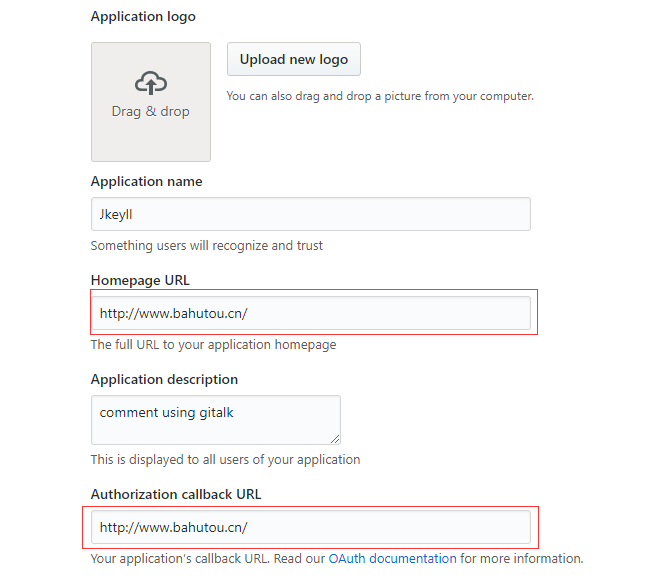 Application logo
Drag & drop
Upload new logo
You can also drag and drop a picture from your computer.
Application name
Jkeyll
Something users will recognize and trust
Homepage URL
http://www.bahutou.cn/
The full URL to your application homepage
Application description
comment using gitalk
This is displayed to all users of your application
Authorization callback URL
http://www.bahutou.cn/
Your application's callback URL. Read our OAuth documentation for more information.